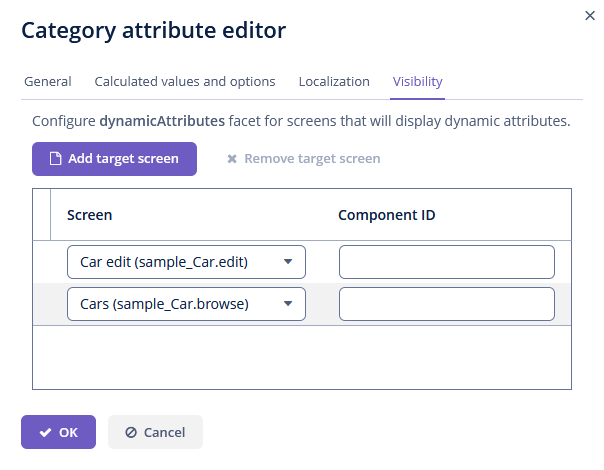 Category attribute editor
General Calculated values and options Localization Visibility
Configure dynamicAttributes facet for screens that will display dynamic attributes.
Add target screen Remove target screen
Screen Component ID
Car edit (sample_Car.edit)
Cars (sample_Car.browse)
OK Cancel